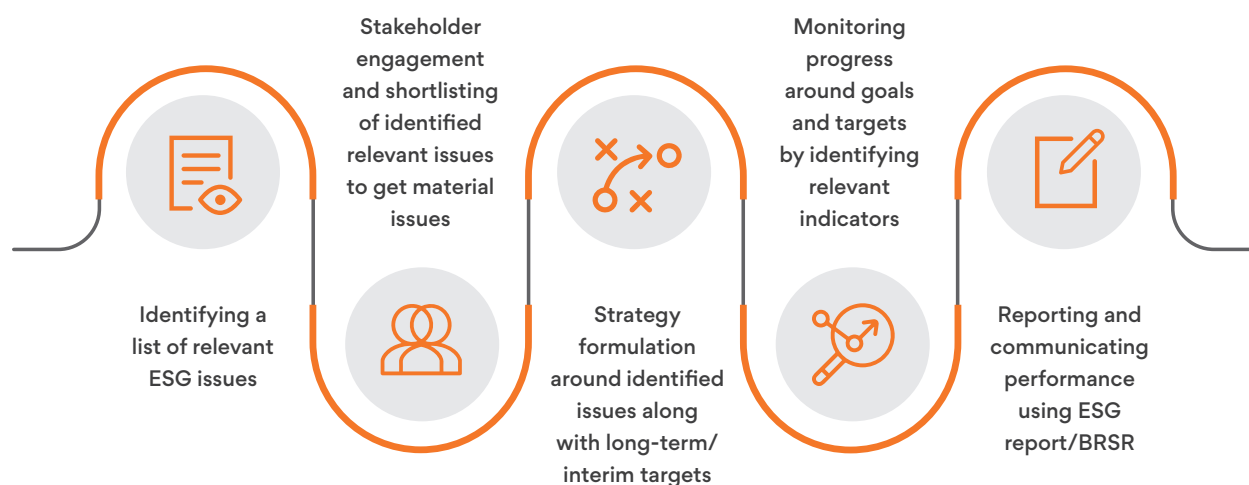 Identifying a
list of relevant
ESG issues
Stakeholder
engagement
and shortlisting
of identified
relevant issues
to get material
issues
Strategy
formulation
around identified
issues along
with long-term/
interim targets
Monitoring
progress
around goals
and targets
by identifying
relevant
indicators
Reporting and
communicating
performance
using ESG
report/BRSR